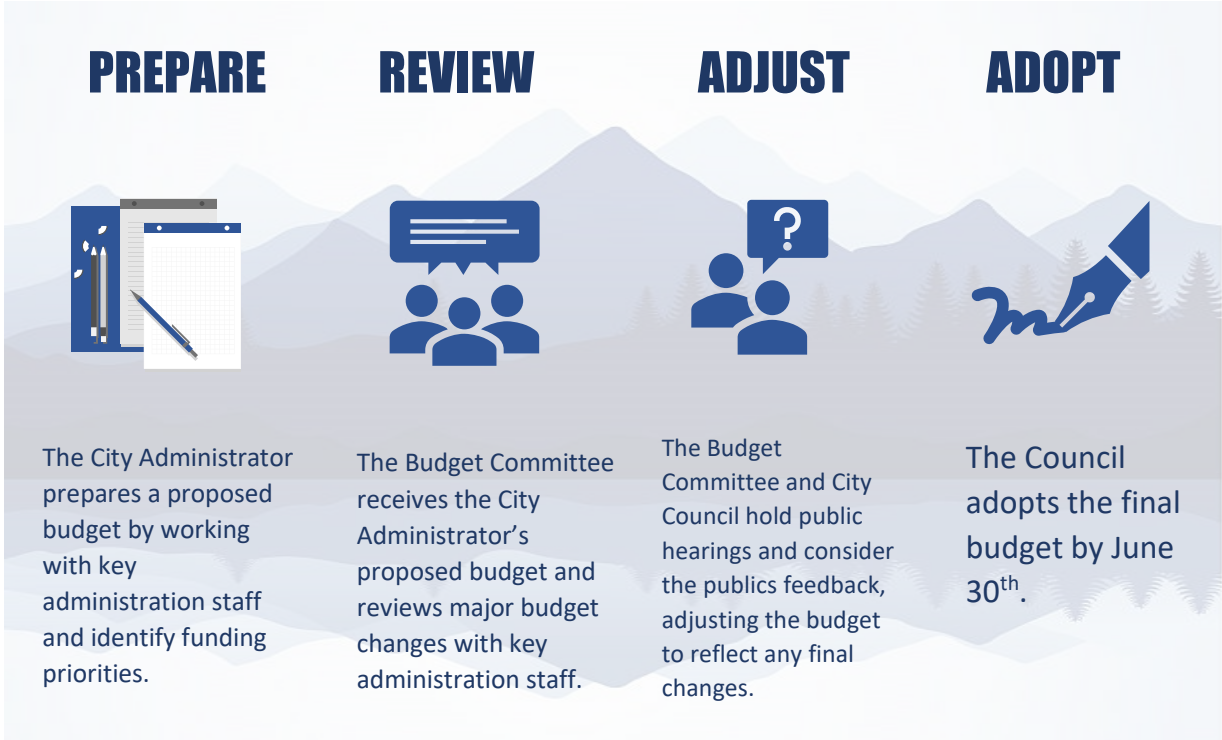 PREPARE
The City Administrator
prepares a proposed
budget by working
with key
administration staff
and identify funding
priorities.
REVIEW
The Budget Committee
receives the City
Administrator’s
proposed budget and
reviews major budget
changes with key
administration staff.
ADJUST
?
The Budget
Committee and City
Council hold public
hearings and consider
the publics feedback,
adjusting the budget
to reflect any final
changes.
ADOPT
The Council
adopts the final
budget by June
30th.